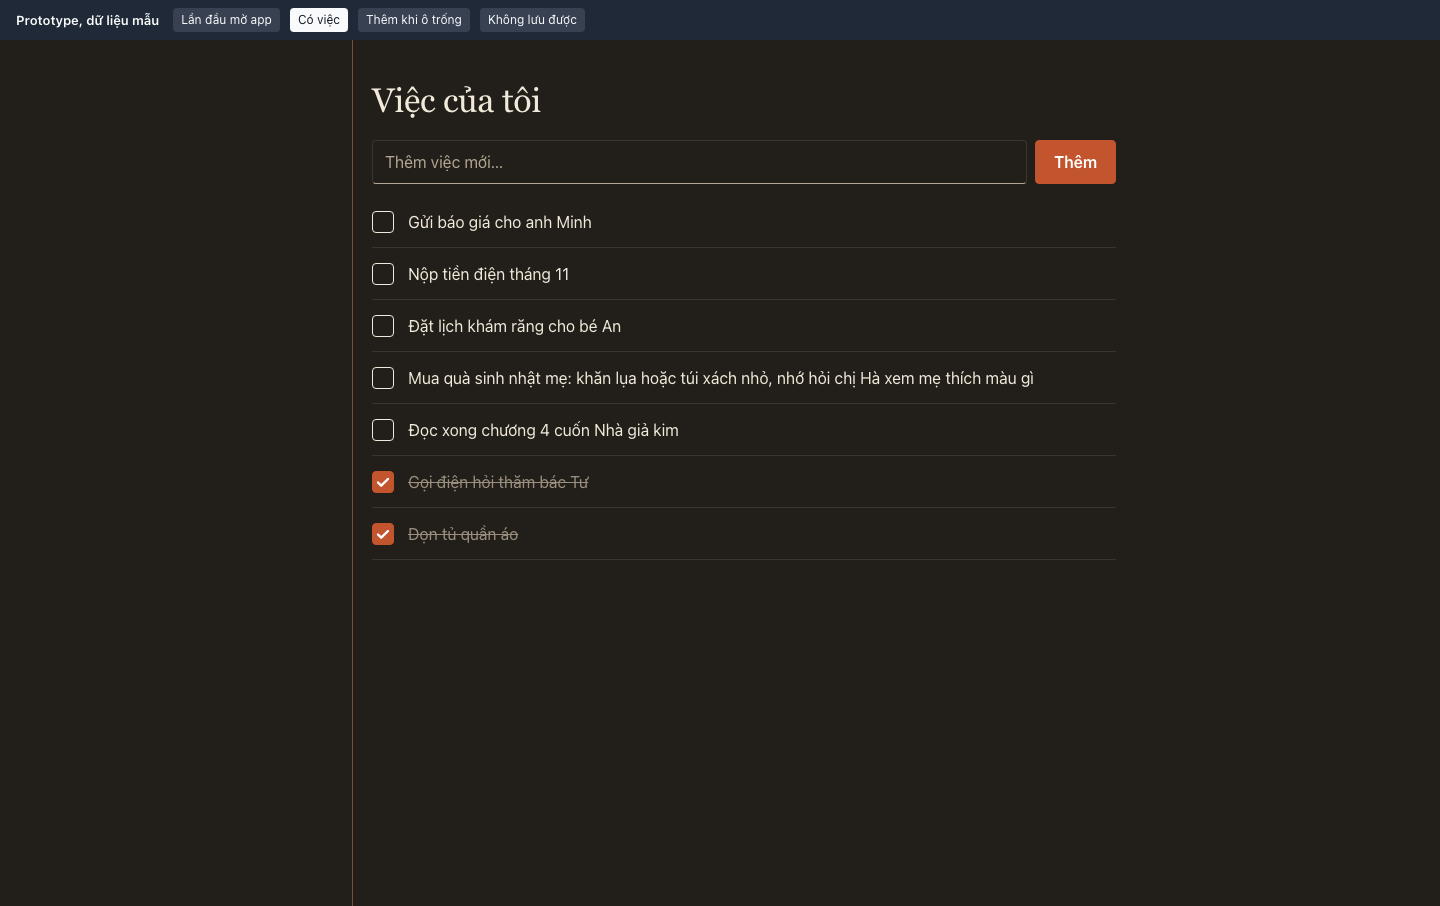 Prototype, dữ liệu mẫu Lần đầu mở app Có việc Thêm khi ô trống Không lưu được
Việc của tôi
Thêm việc mới... Thêm
Gửi báo giá cho anh Minh
Nộp tiền điện tháng 11
Đặt lịch khám răng cho bé An
Mua quà sinh nhật mẹ: khăn lụa hoặc túi xách nhỏ, nhớ hỏi chị Hà xem mẹ thích màu gì
Đọc xong chương 4 cuốn Nhà giả kim
Gọi điện hỏi thăm bác Tư
Dọn tủ quần áo